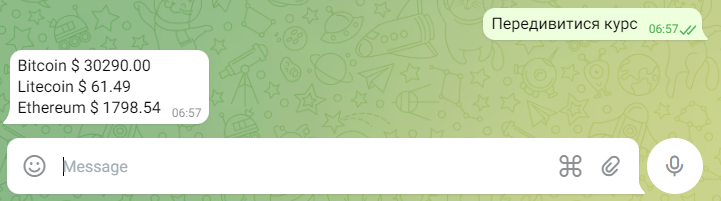 Передивитися курс 06:57
Bitcoin $ 30290.00
Litecoin $ 61.49
Ethereum $ 1798.54 06:57
Message